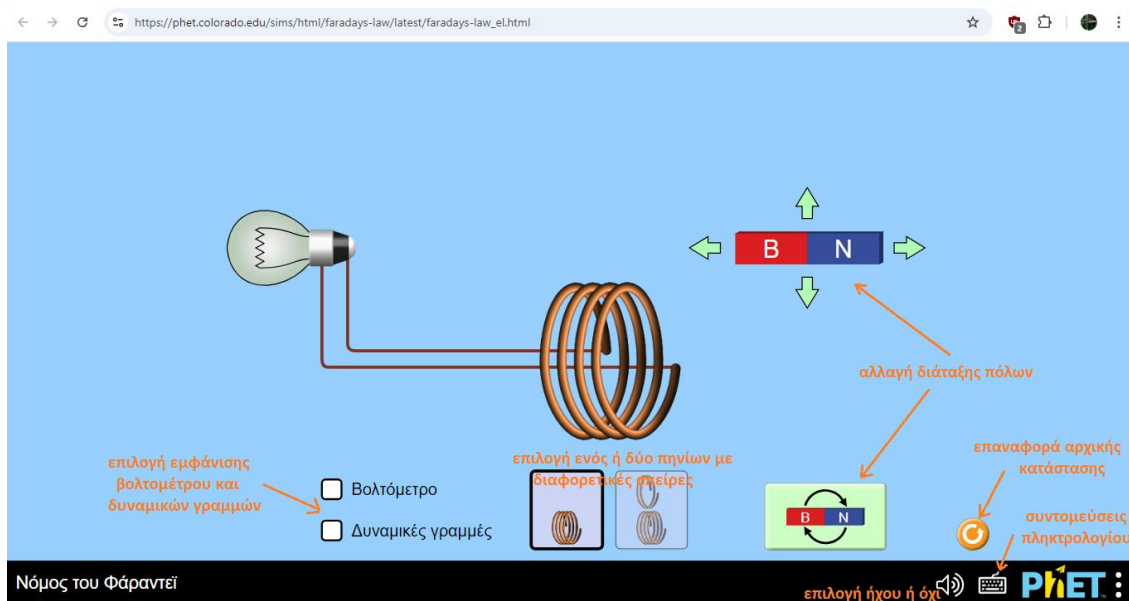 https://phet.colorado.edu/sims/html/faradays-law/latest/faradays-law_el.html
2
B N
αλλαγή διάταξης πόλων
επιλογή εμφάνισης
βολτομέτρου και
δυναμικών γραμμών
Βολτόμετρο
Δυναμικές γραμμές
επιλογή ενός ή δύο πηνίων με
διαφορετικές σπείρες
B N
επαναφορά αρχικής
κατάστασης
συντομεύσεις
πληκτρολογίου
Νόμος του Φάραντεϊ
επιλογή ήχου ή όχι
PhET